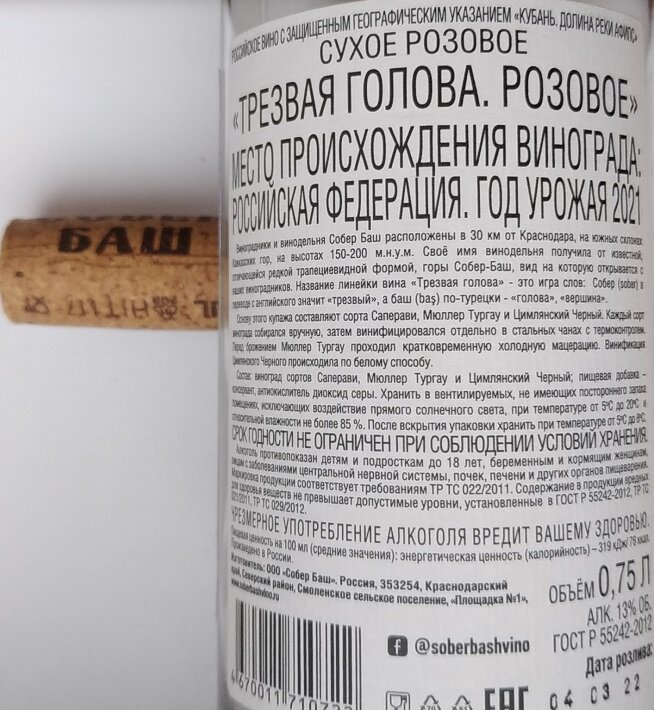 РОССИЙСКОЕ ВИНО С ЗАЩИЩЕННЫМ ГЕОГРАФИЧЕСКИМ УКАЗАНИЕМ «КУБАНЬ. ДОЛИНА РЕКИ АФИПС»
СУХОЕ РОЗОВОЕ
«ТРЕЗВАЯ ГОЛОВА. РОЗОВОЕ»
МЕСТО ПРОИСХОЖДЕНИЯ ВИНОГРАДА:
РОССИЙСКАЯ ФЕДЕРАЦИЯ. ГОД УРОЖАЯ 2021
Виноградники и винодельня Собер Баш расположены в 30 км от Краснодара, на южных склонах
Кавказских гор, на высотах 150-200 м.н.у.м. Своё имя винодельня получила от известной,
отличающейся редкой трапециевидной формой, горы Собер-Баш, вид на которую открывается с
наших виноградников. Название линейки вина "Трезвая голова" - это игра слов: Собер (sober) в
переводе с английского значит «трезвый», а баш (baş) по-турецки - «голова», «вершина».
Основу этого купажа составляют сорта Саперави, Мюллер Тургау и Цимлянский Черный. Каждый сорт
винограда собирался вручную, затем винифицировался отдельно в стальных чанах с термоконтролем.
Перед брожением Мюллер Тургау проходил кратковременную холодную мацерацию. Винификация
Цимлянского Черного происходила по белому способу.
Состав: виноград сортов Саперави, Мюллер Тургау и Цимлянский Черный; пищевая добавка –
консервант, антиокислитель диоксид серы. Хранить в вентилируемых, не имеющих постороннего запаха
помещениях, исключающих воздействие прямого солнечного света, при температуре от 5°C до 20°C и
относительной влажности не более 85 %. После вскрытия упаковки хранить при температуре от 5°C до 8°C.
СРОК ГОДНОСТИ НЕ ОГРАНИЧЕН ПРИ СОБЛЮДЕНИИ УСЛОВИЙ ХРАНЕНИЯ.
Алкоголь противопоказан детям и подросткам до 18 лет, беременным и кормящим женщинам,
лицам с заболеваниями центральной нервной системы, почек, печени и других органов пищеварения.
Маркировка продукции соответствует требованиям ТР ТС 022/2011. Содержание в продукции вредных
для здоровья веществ не превышает допустимые уровни, установленные в ГОСТ Р 55242-2012, ТР ТС
021/2011, ТР ТС 029/2012.
ЧРЕЗМЕРНОЕ УПОТРЕБЛЕНИЕ АЛКОГОЛЯ ВРЕДИТ ВАШЕМУ ЗДОРОВЬЮ.
Пищевая ценность на 100 мл (средние значения): энергетическая ценность (калорийность) – 319 кДж/ 76 ккал.
Произведено в России.
Изготовитель: ООО «Собер Баш». Россия, 353254, Краснодарский
край, Северский район, Смоленское сельское поселение, «Площадка №1»,
www.soberbashvino.com
ОБЪЁМ 0,75 Л
АЛК. 13% ОБ.
ГОСТ Р 55242-2012
@soberbashvino
Дата розлива:
04 03 22
4670011710
EAC
БАШ